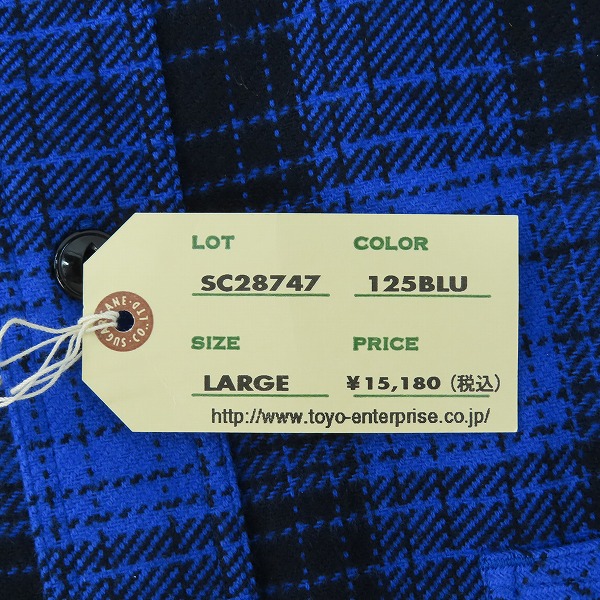 LOT COLOR
SC28747 125BLU
SIZE PRICE
LARGE ¥15,180 (税込)
http://www.toyo-enterprise.co.jp/
SUGAR CANE·LTD·CO.